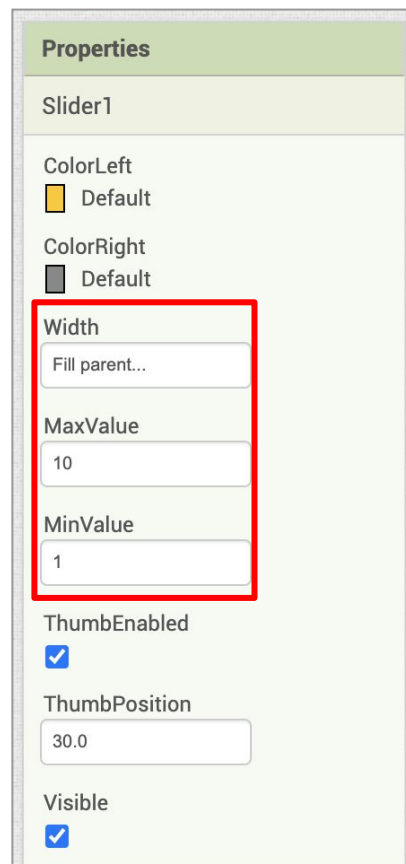 Properties
Slider1
ColorLeft
Default
ColorRight
Default
Width
Fill parent...
MaxValue
10
MinValue
1
ThumbEnabled
ThumbPosition
30.0
Visible